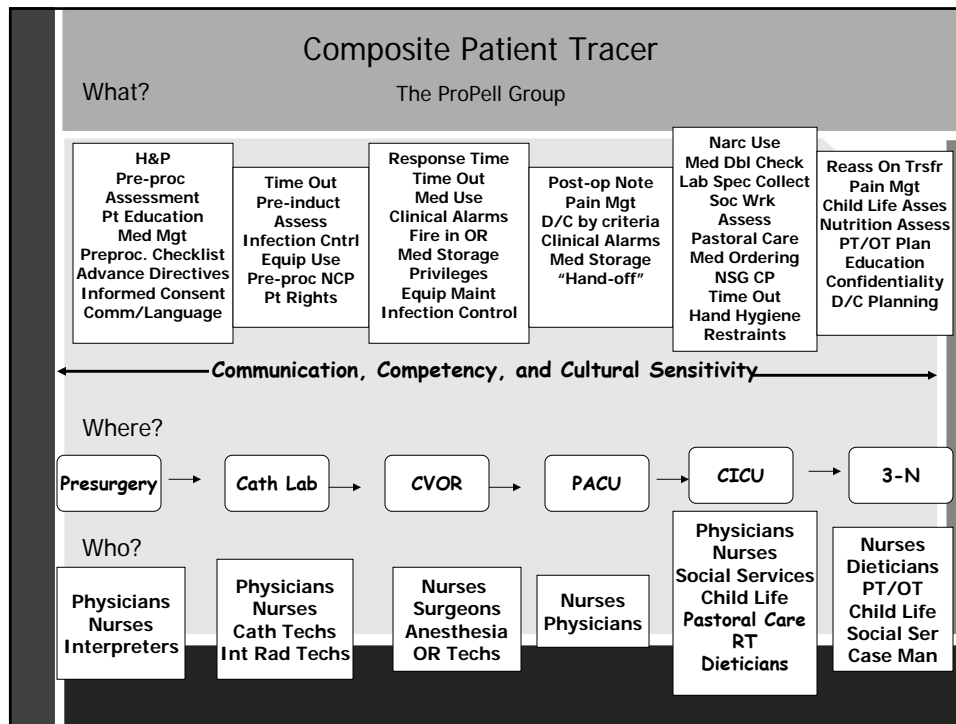 Composite Patient Tracer
What?
The ProPell Group
H&P
Pre-proc
Assessment
Pt Education
Med Mgt
Preproc. Checklist
Advance Directives
Informed Consent
Comm/Language
Time Out
Pre-induct
Assess
Infection Cntrl
Equip Use
Pre-proc NCP
Pt Rights
Response Time
Time Out
Med Use
Clinical Alarms
Fire in OR
Med Storage
Privileges
Equip Maint
Infection Control
Post-op Note
Pain Mgt
D/C by criteria
Clinical Alarms
Med Storage
“Hand-off”
Narc Use
Med Dbl Check
Lab Spec Collect
Soc Wrk
Assess
Pastoral Care
Med Ordering
NSG CP
Time Out
Hand Hygiene
Restraints
Reass On Trsfr
Pain Mgt
Child Life Asses
Nutrition Assess
PT/OT Plan
Education
Confidentiality
D/C Planning
Communication, Competency, and Cultural Sensitivity
Where?
Presurgery
Cath Lab
CVOR
PACU
CICU
3-N
Who?
Physicians
Nurses
Interpreters
Physicians
Nurses
Cath Techs
Int Rad Techs
Nurses
Surgeons
Anesthesia
OR Techs
Nurses
Physicians
Physicians
Nurses
Social Services
Child Life
Pastoral Care
RT
Dieticians
Nurses
Dieticians
PT/OT
Child Life
Social Ser
Case Man